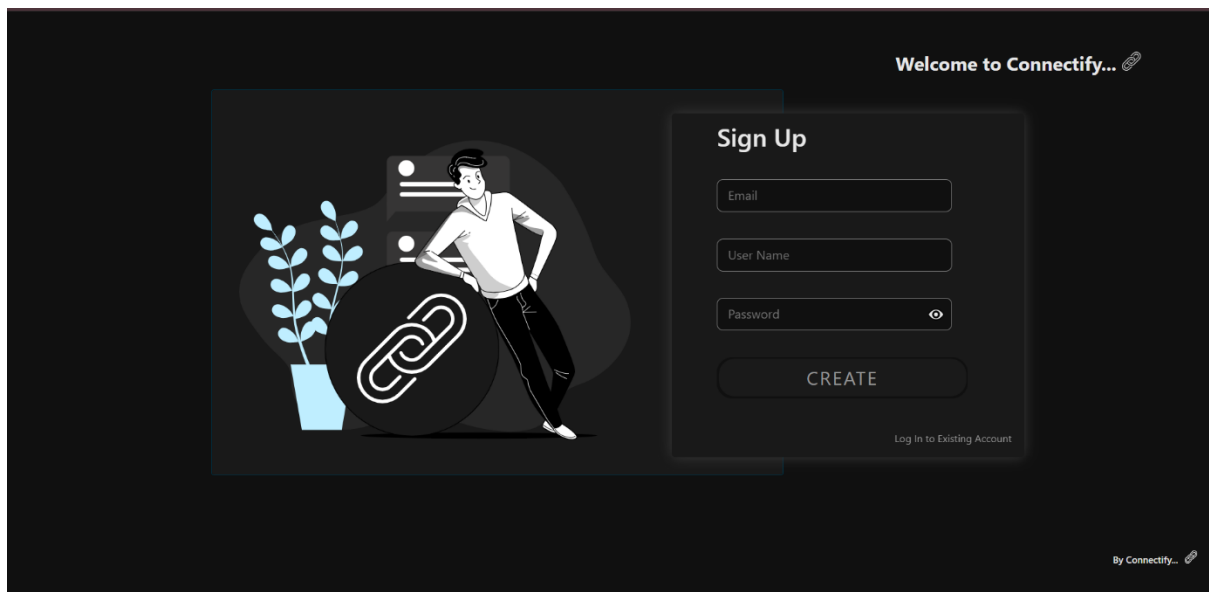 Welcome to Connectify...
Sign Up
Email
User Name
Password
CREATE
Log In to Existing Account
By Connectify...